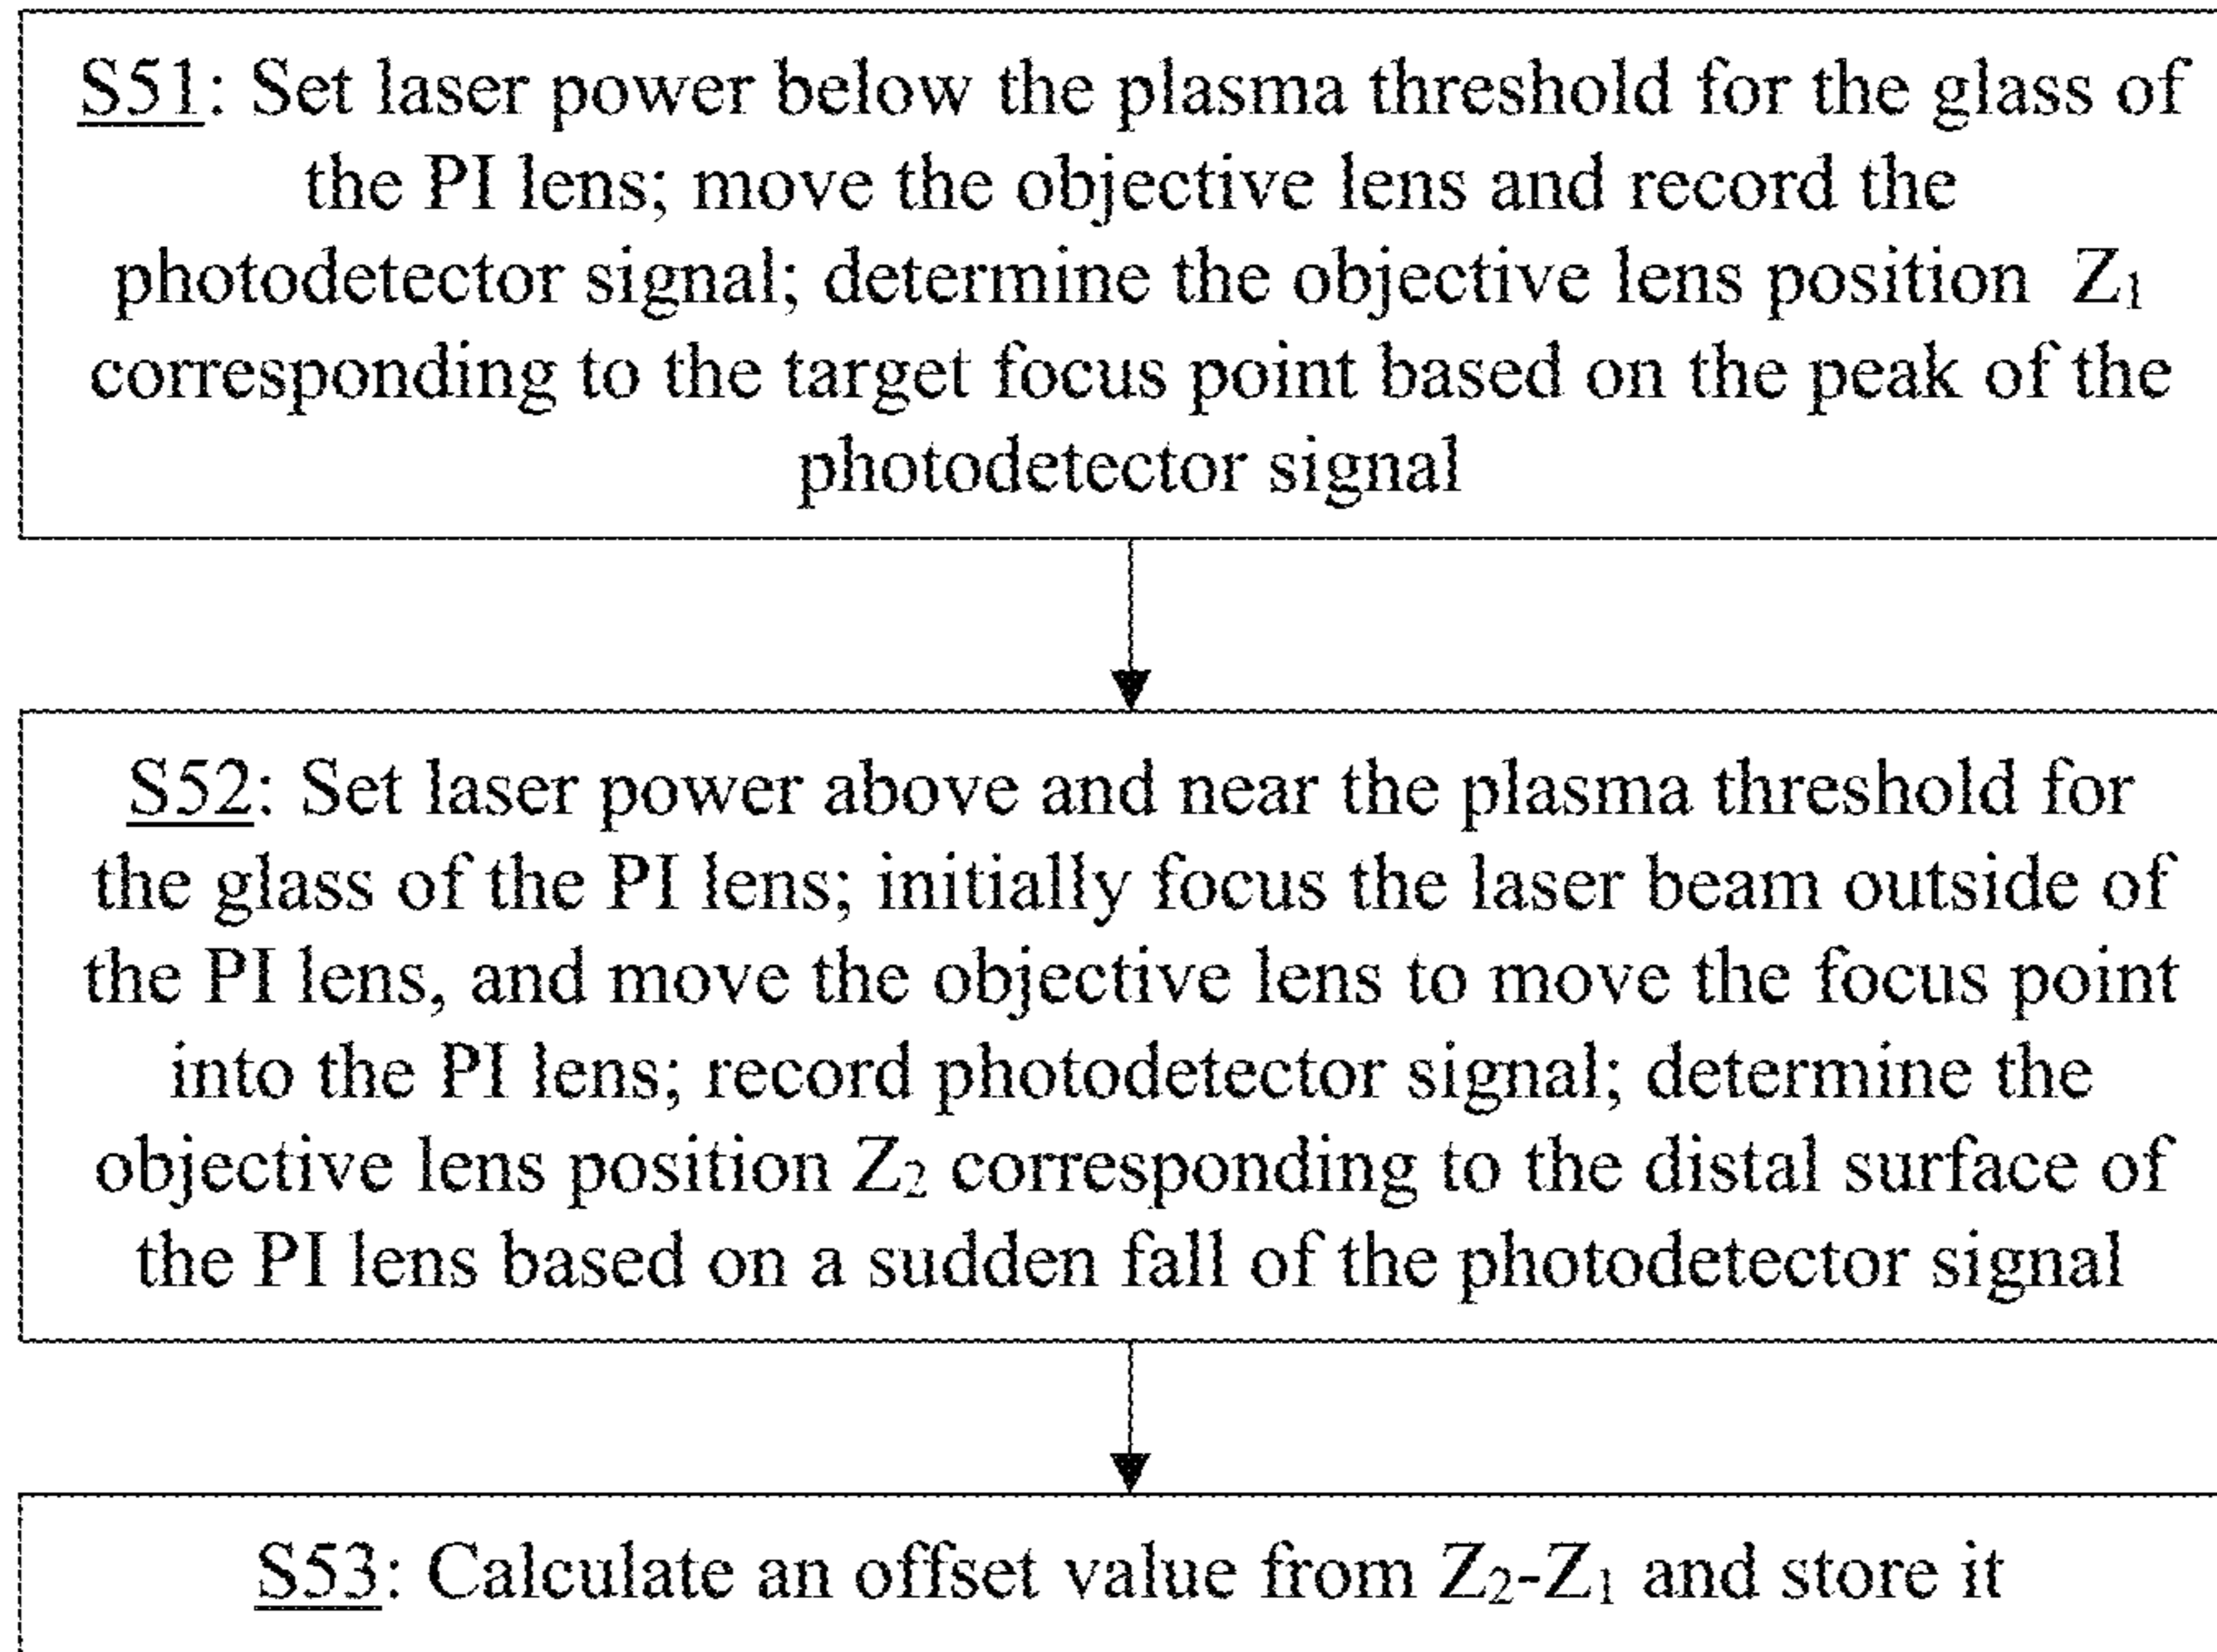 S51: Set laser power below the plasma threshold for the glass of
the PI lens; move the objective lens and record the
photodetector signal; determine the objective lens position Z₁
corresponding to the target focus point based on the peak of the
photodetector signal
S52: Set laser power above and near the plasma threshold for
the glass of the PI lens; initially focus the laser beam outside of
the PI lens, and move the objective lens to move the focus point
into the PI lens; record photodetector signal; determine the
objective lens position Z₂ corresponding to the distal surface of
the PI lens based on a sudden fall of the photodetector signal
S53: Calculate an offset value from Z₂-Z₁ and store it